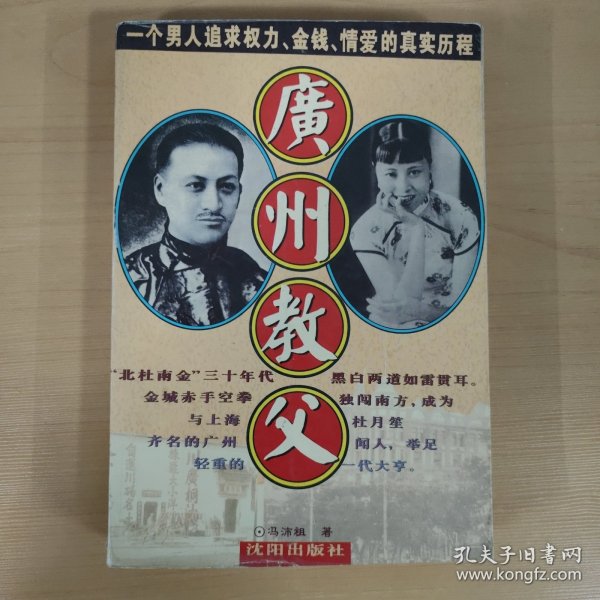 一个男人追求权力、金钱、情爱的真实历程
廣
州
教
父
"北杜南金"三十年代 黑白两道如雷贯耳。
金城赤手空拳 独闯南方，成为
与上海 杜月笙
齐名的广州 闻人，举足
轻重的 一代大亨。
⊙冯沛祖 著
沈阳出版社
孔夫子旧书网
www.kongfz.com